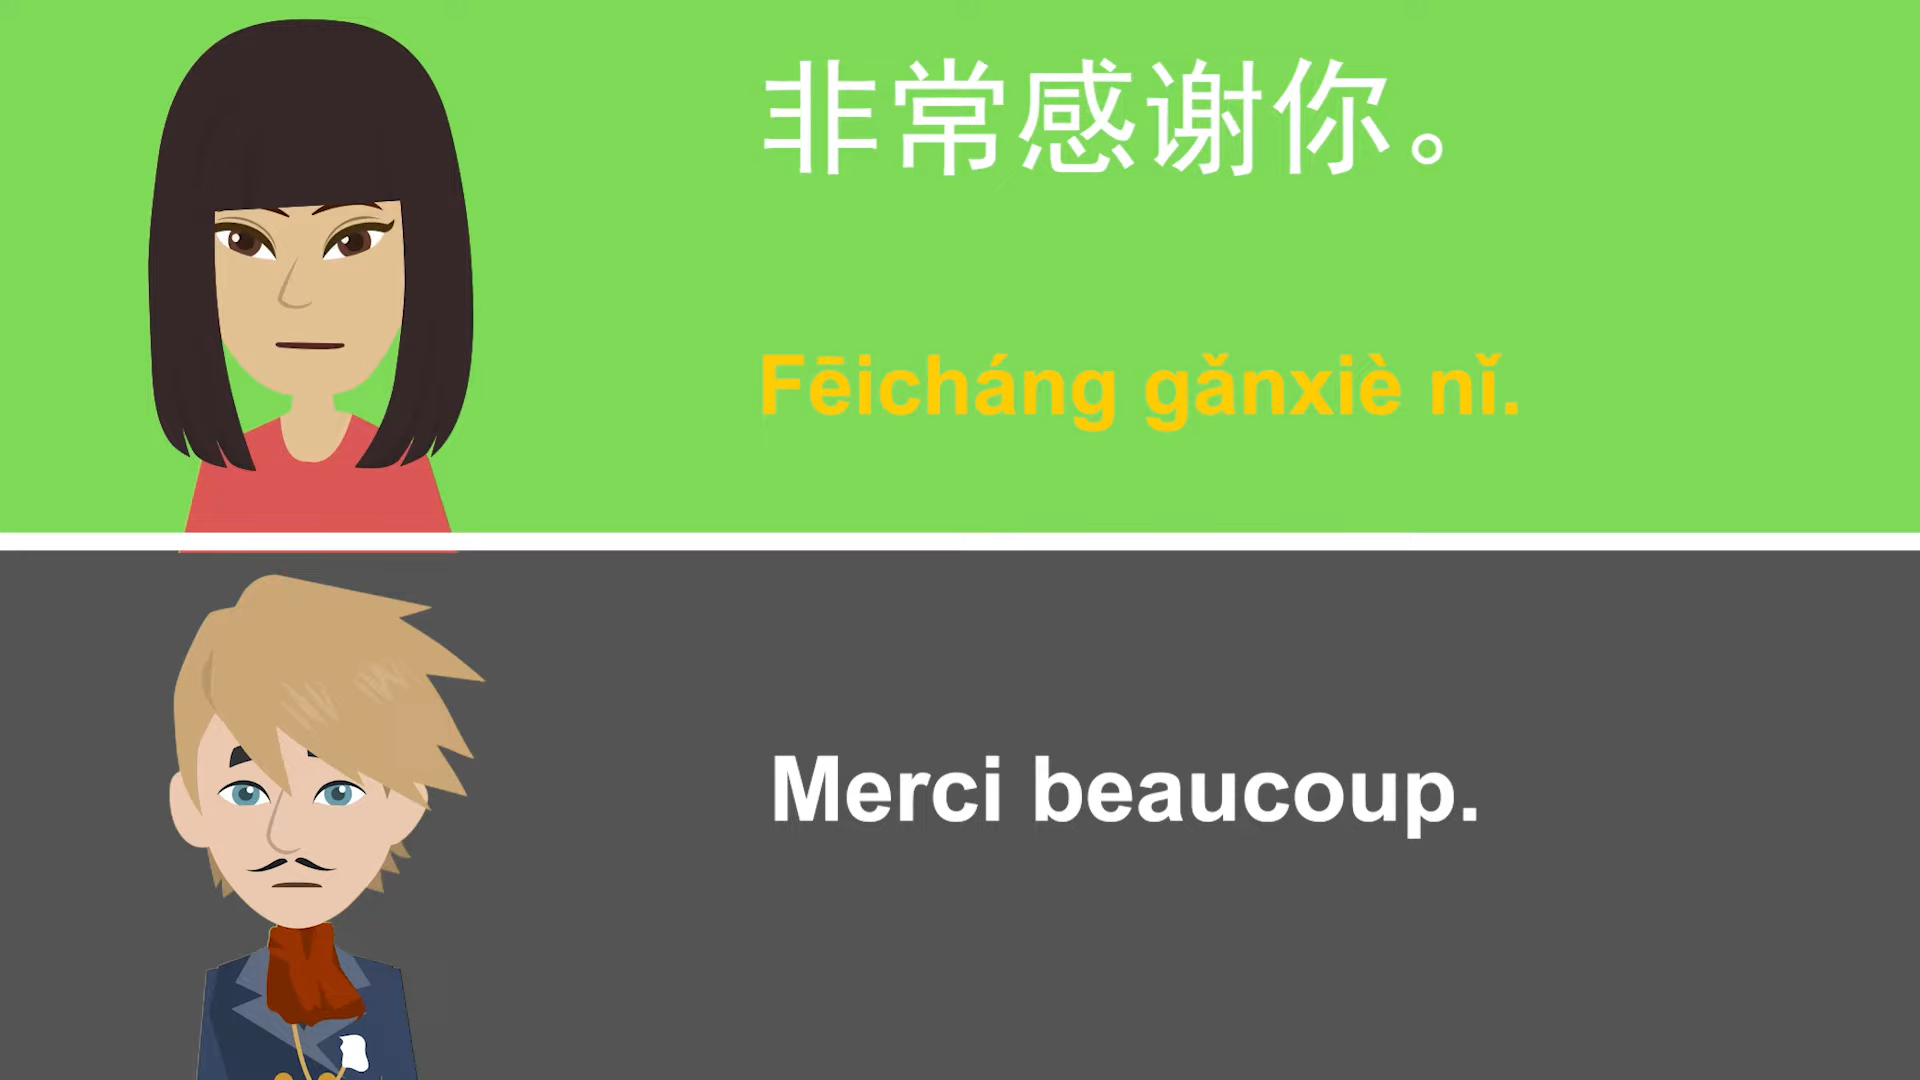 非常感谢你。
Fēicháng gǎnxiè nǐ.
Merci beaucoup.